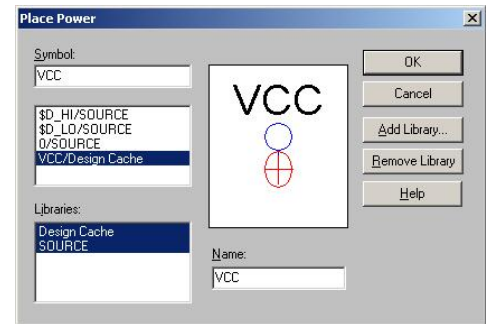 Place Power
Symbol:
VCC
$D_HI/SOURCE
$D_LO/SOURCE
0/SOURCE
VCC/Design Cache
Libraries:
Design Cache
SOURCE
VCC
Name:
VCC
OK
Cancel
Add Library...
Remove Library
Help